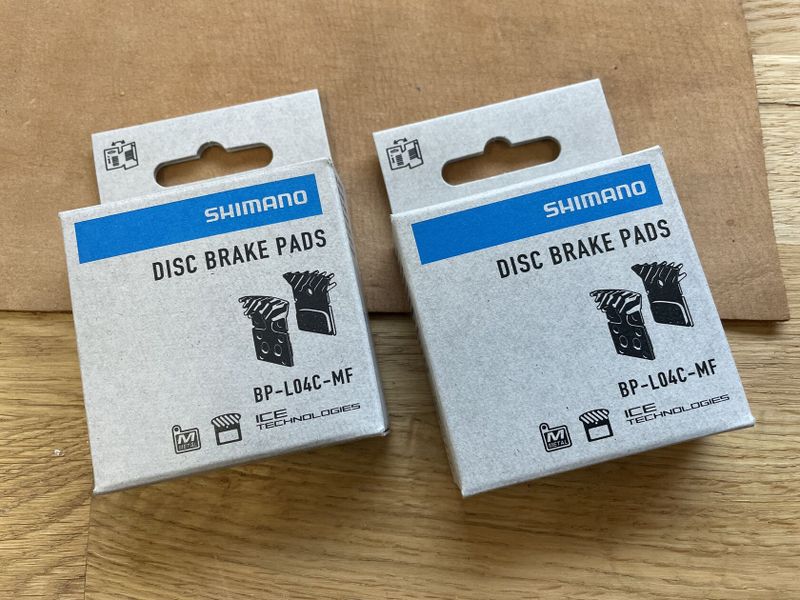 SHIMANO
DISC BRAKE PADS
BP-L04C-MF
M
METAL
ICE
TECHNOLOGIES
SHIMANO
DISC BRAKE PADS
BP-L04C-MF
M
METAL
ICE
TECHNOLOGIES